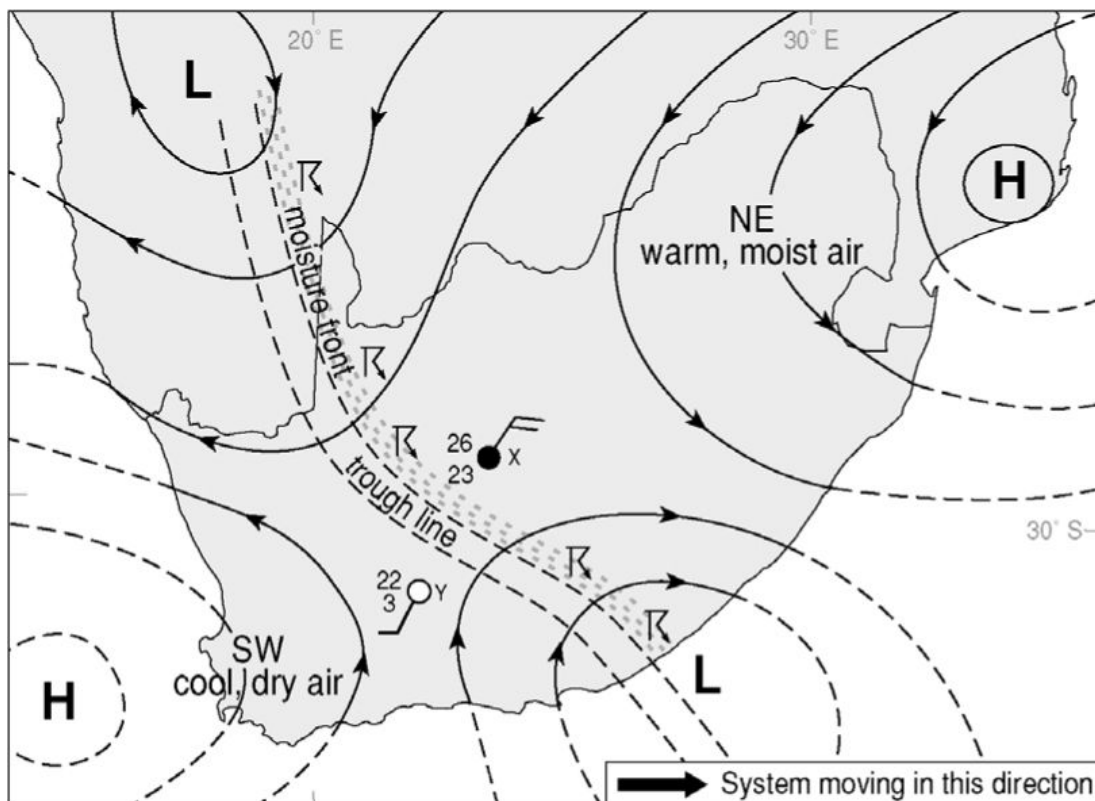 20° E
30° E
L
H
NE
warm, moist air
moisture front
26
23
X
trough line
30° S
22
3
Y
SW
cool, dry air
H
L
System moving in this direction